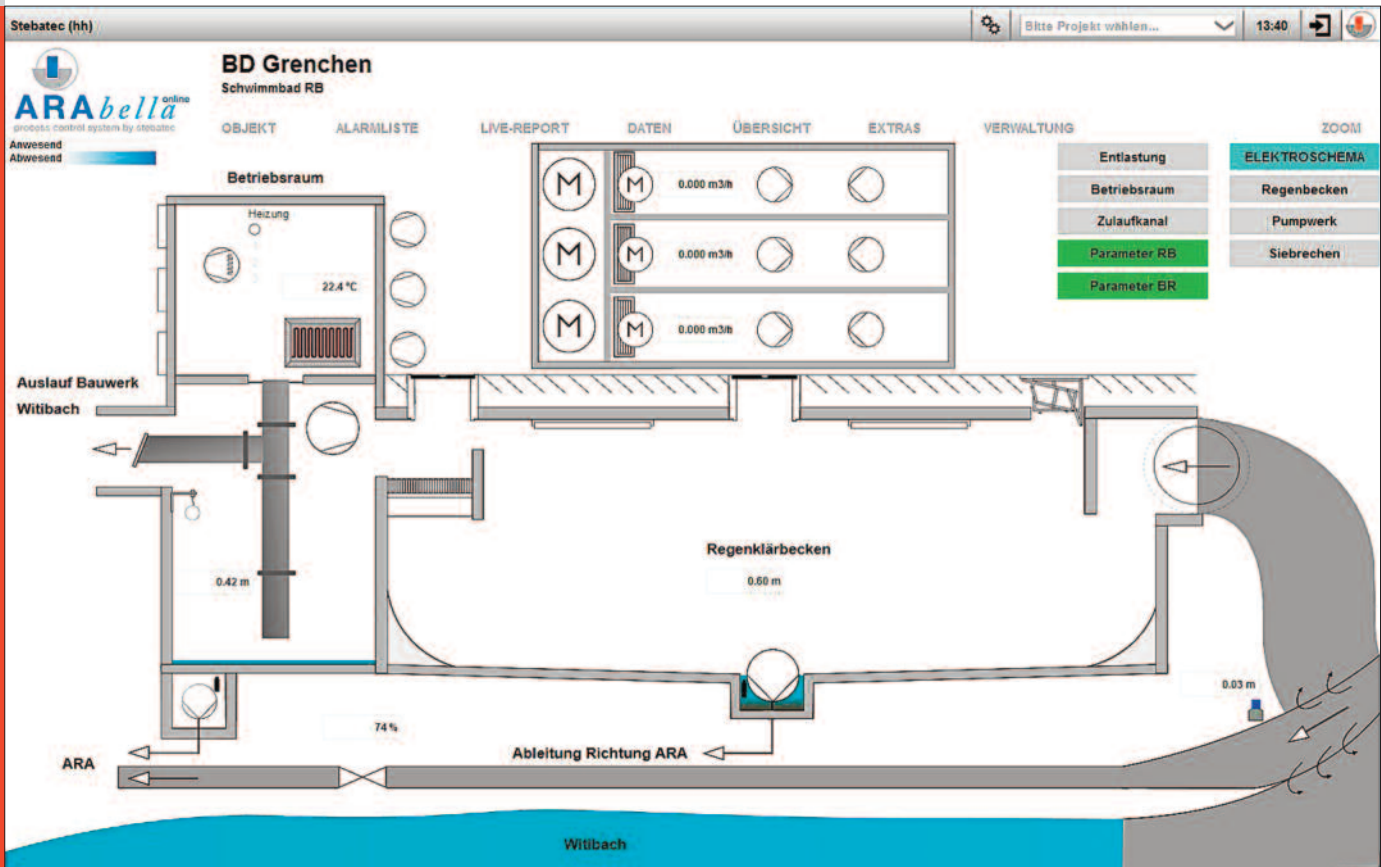 Stebatec (hh)
Bitte Projekt wählen...
13:40
BD Grenchen
Schwimmbad RB
ARAbella online
process control system by stebatec
OBJEKT ALARMLISTE LIVE-REPORT DATEN ÜBERSICHT EXTRAS VERWALTUNG ZOOM
Anwesend
Abwesend
Entlastung ELEKTROSCHEMA
Betriebsraum Regenbecken
Zulaufkanal Pumpwerk
Parameter RB Siebrechen
Parameter BR
Betriebsraum
Heizung
22.4 °C
M M 0.000 m3/h
M M 0.000 m3/h
M M 0.000 m3/h
Auslauf Bauwerk
Witibach
Regenklärbecken
0.42 m
0.60 m
0.03 m
74 %
ARA
Ableitung Richtung ARA
Witibach